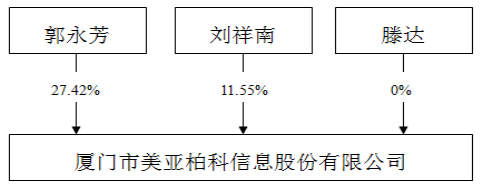 郭永芳 刘祥南 滕达
27.42% 11.55% 0%
厦门市美亚柏科信息股份有限公司